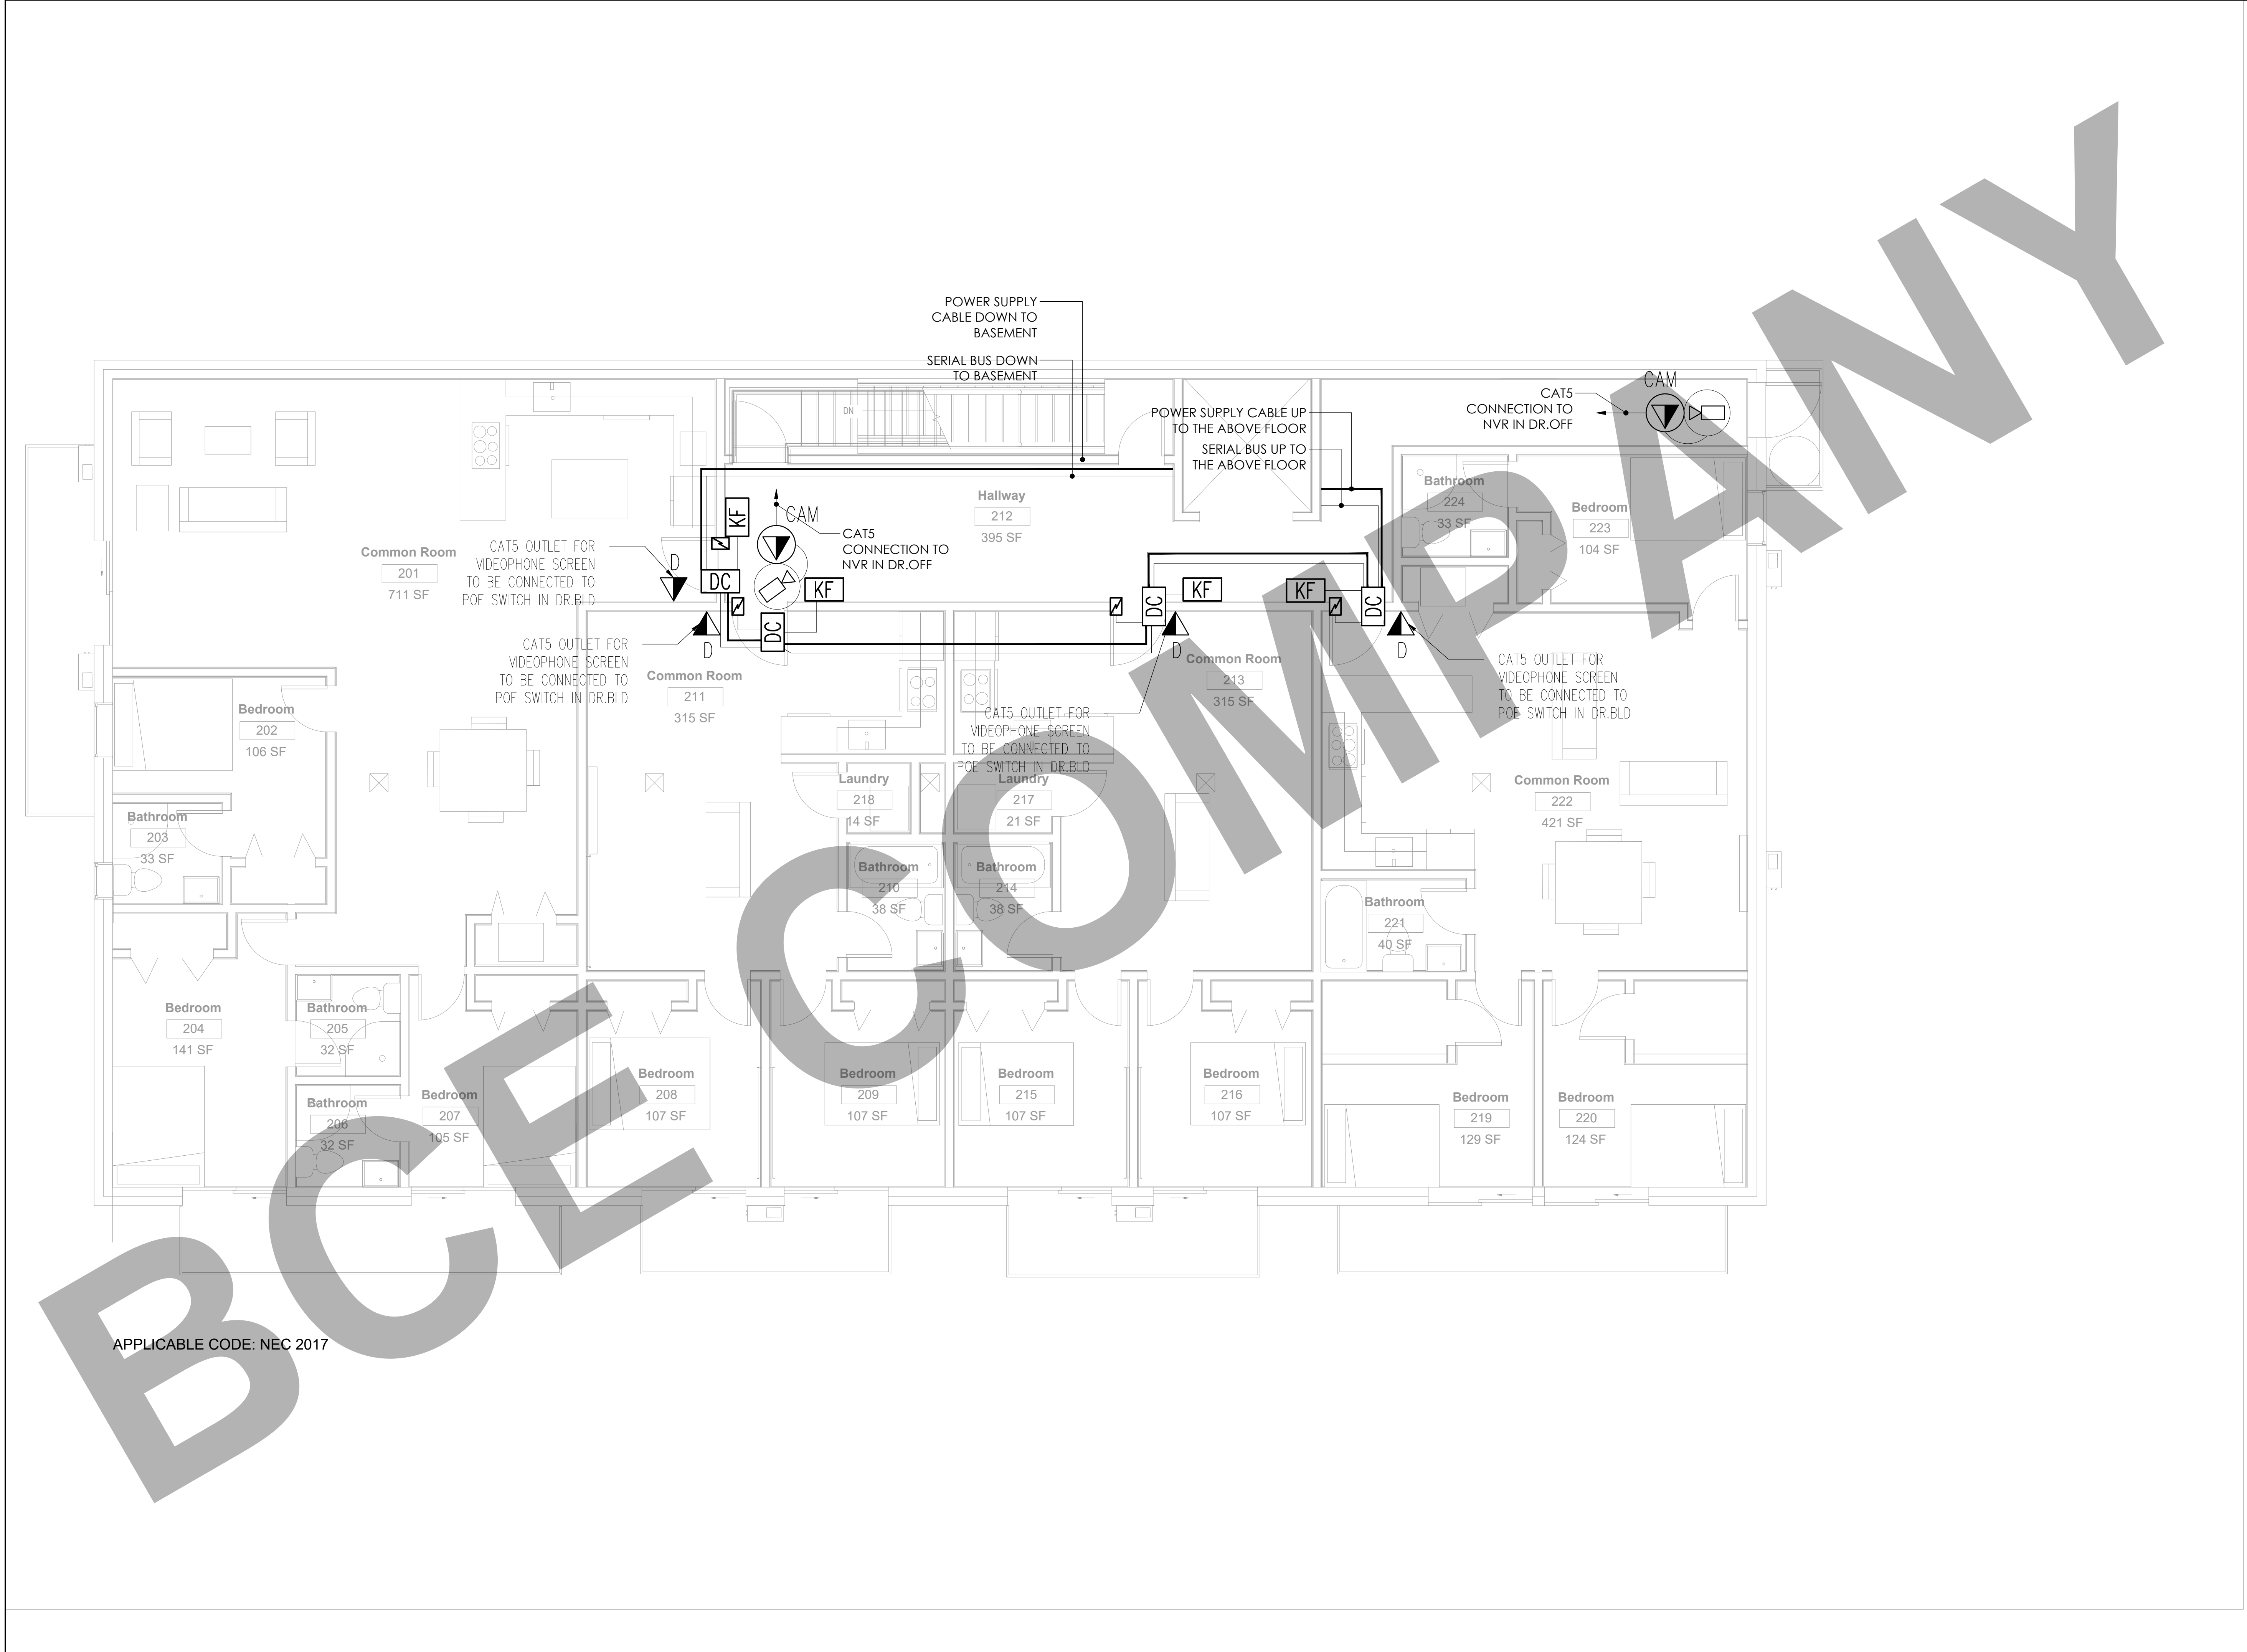 POWER SUPPLY
CABLE DOWN TO
BASEMENT
SERIAL BUS DOWN
TO BASEMENT
DN
POWER SUPPLY CABLE UP
TO THE ABOVE FLOOR
SERIAL BUS UP TO
THE ABOVE FLOOR
CAM
CAT5
CONNECTION TO
NVR IN DR.OFF
Hallway
212
395 SF
Bathroom
224
33 SF
Bedroom
223
104 SF
KF
CAM
CAT5
CONNECTION TO
NVR IN DR.OFF
Common Room
201
711 SF
CAT5 OUTLET FOR
VIDEOPHONE SCREEN
TO BE CONNECTED TO
POE SWITCH IN DR.BLD
D
DC
KF
KF
KF
DC
DC
DC
CAT5 OUTLET FOR
VIDEOPHONE SCREEN
TO BE CONNECTED TO
POE SWITCH IN DR.BLD
D
D
D
Common Room
211
315 SF
Common Room
213
315 SF
CAT5 OUTLET FOR
VIDEOPHONE SCREEN
TO BE CONNECTED TO
POE SWITCH IN DR.BLD
CAT5 OUTLET FOR
VIDEOPHONE SCREEN
TO BE CONNECTED TO
POE SWITCH IN DR.BLD
Bedroom
202
106 SF
Laundry
218
14 SF
Laundry
217
21 SF
Common Room
222
421 SF
Bathroom
203
33 SF
Bathroom
210
38 SF
Bathroom
214
38 SF
Bathroom
221
40 SF
Bedroom
204
141 SF
Bathroom
205
32 SF
Bathroom
206
32 SF
Bedroom
207
105 SF
Bedroom
208
107 SF
Bedroom
209
107 SF
Bedroom
215
107 SF
Bedroom
216
107 SF
Bedroom
219
129 SF
Bedroom
220
124 SF
APPLICABLE CODE: NEC 2017
BCE COMPANY